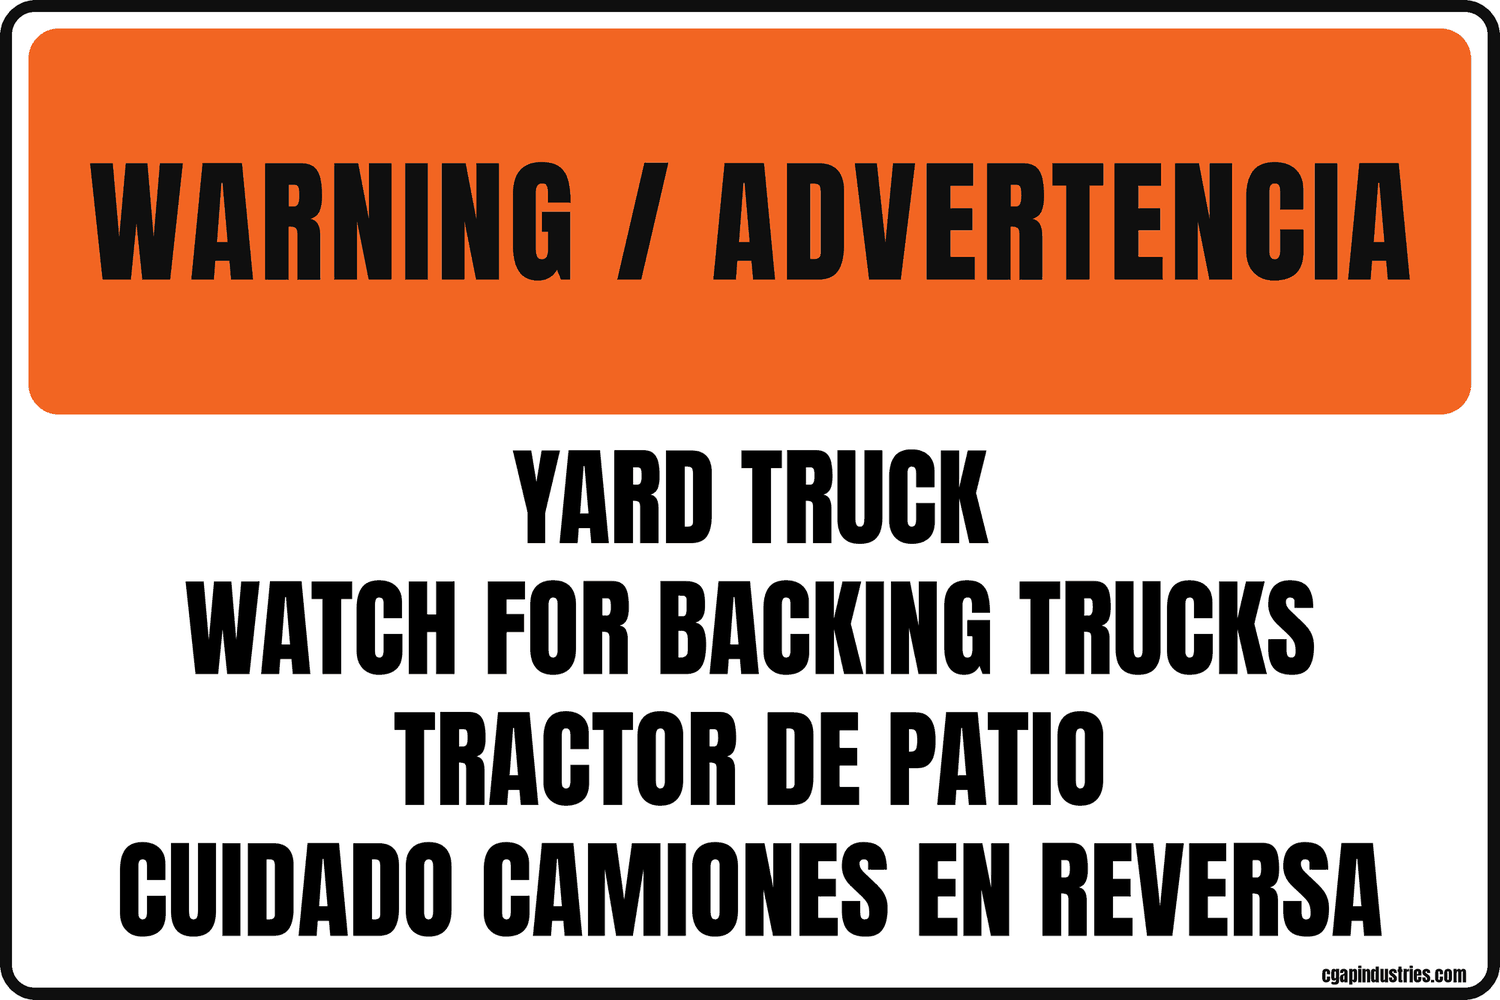 WARNING / ADVERTENCIA
YARD TRUCK
WATCH FOR BACKING TRUCKS
TRACTOR DE PATIO
CUIDADO CAMIONES EN REVERSA
cgapindustries.com